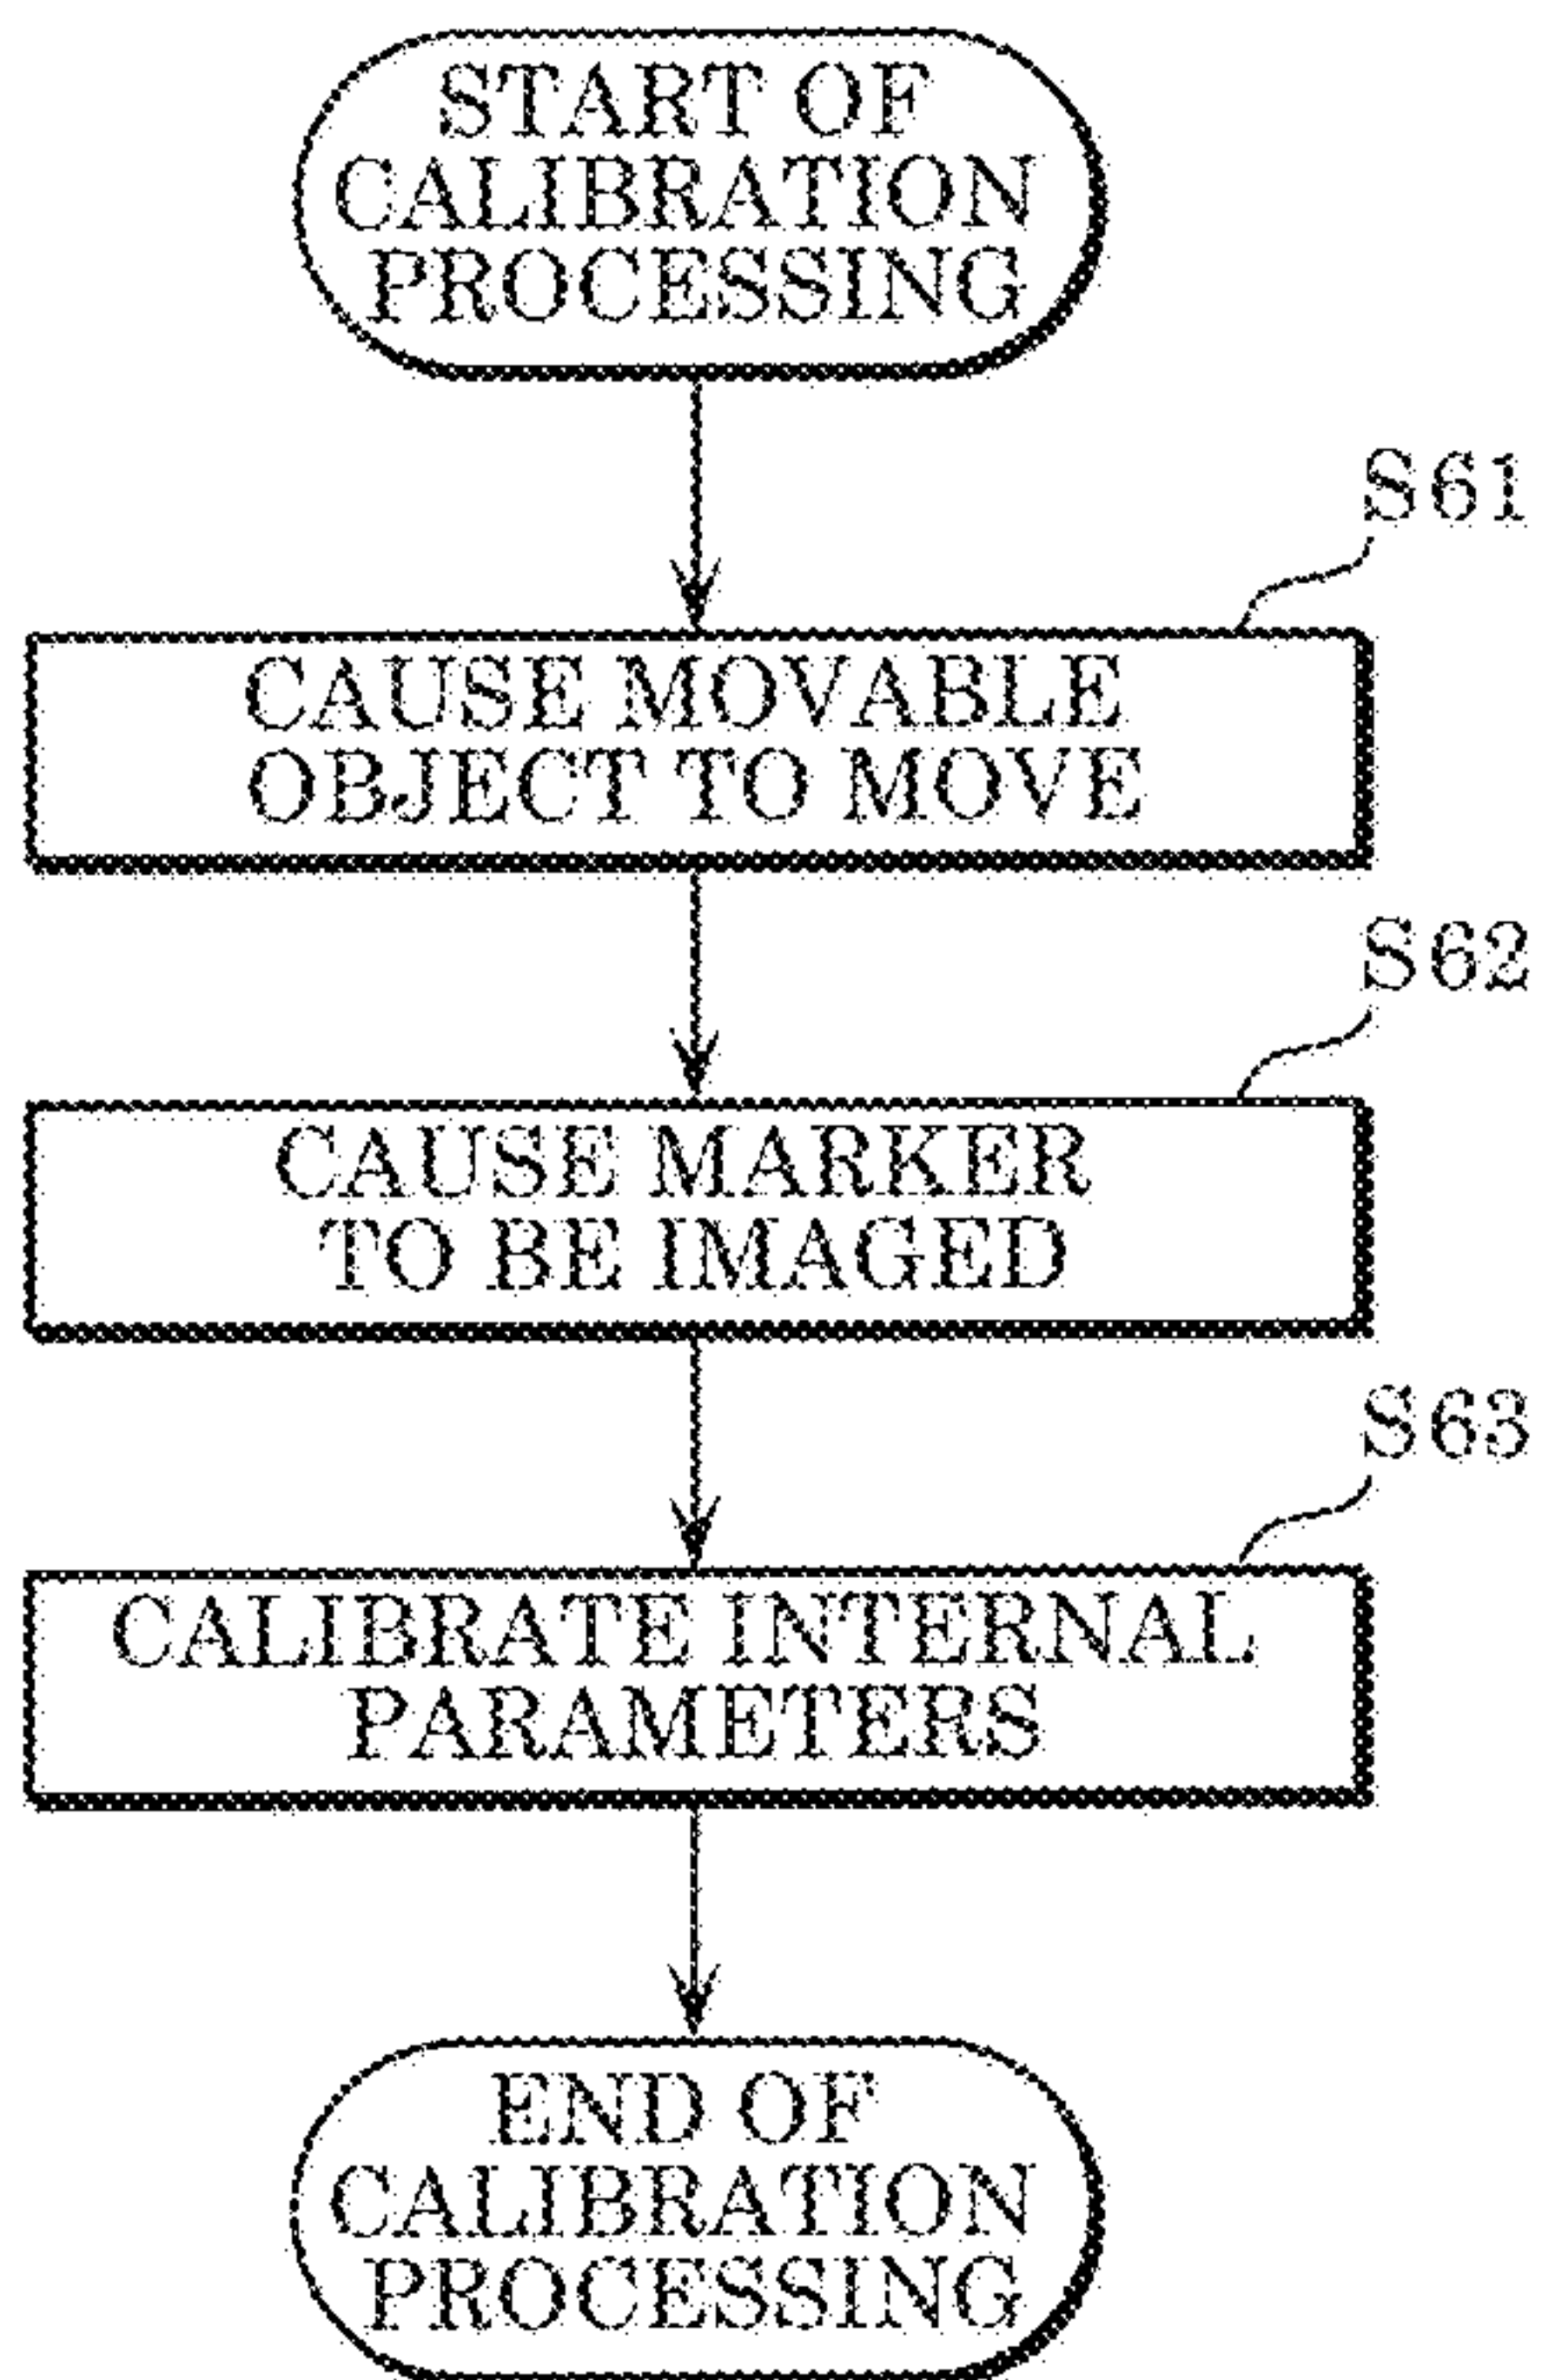 START OF
CALIBRATION
PROCESSING
S61
CAUSE MOVABLE
OBJECT TO MOVE
S62
CAUSE MARKER
TO BE IMAGED
S63
CALIBRATE INTERNAL
PARAMETERS
END OF
CALIBRATION
PROCESSING